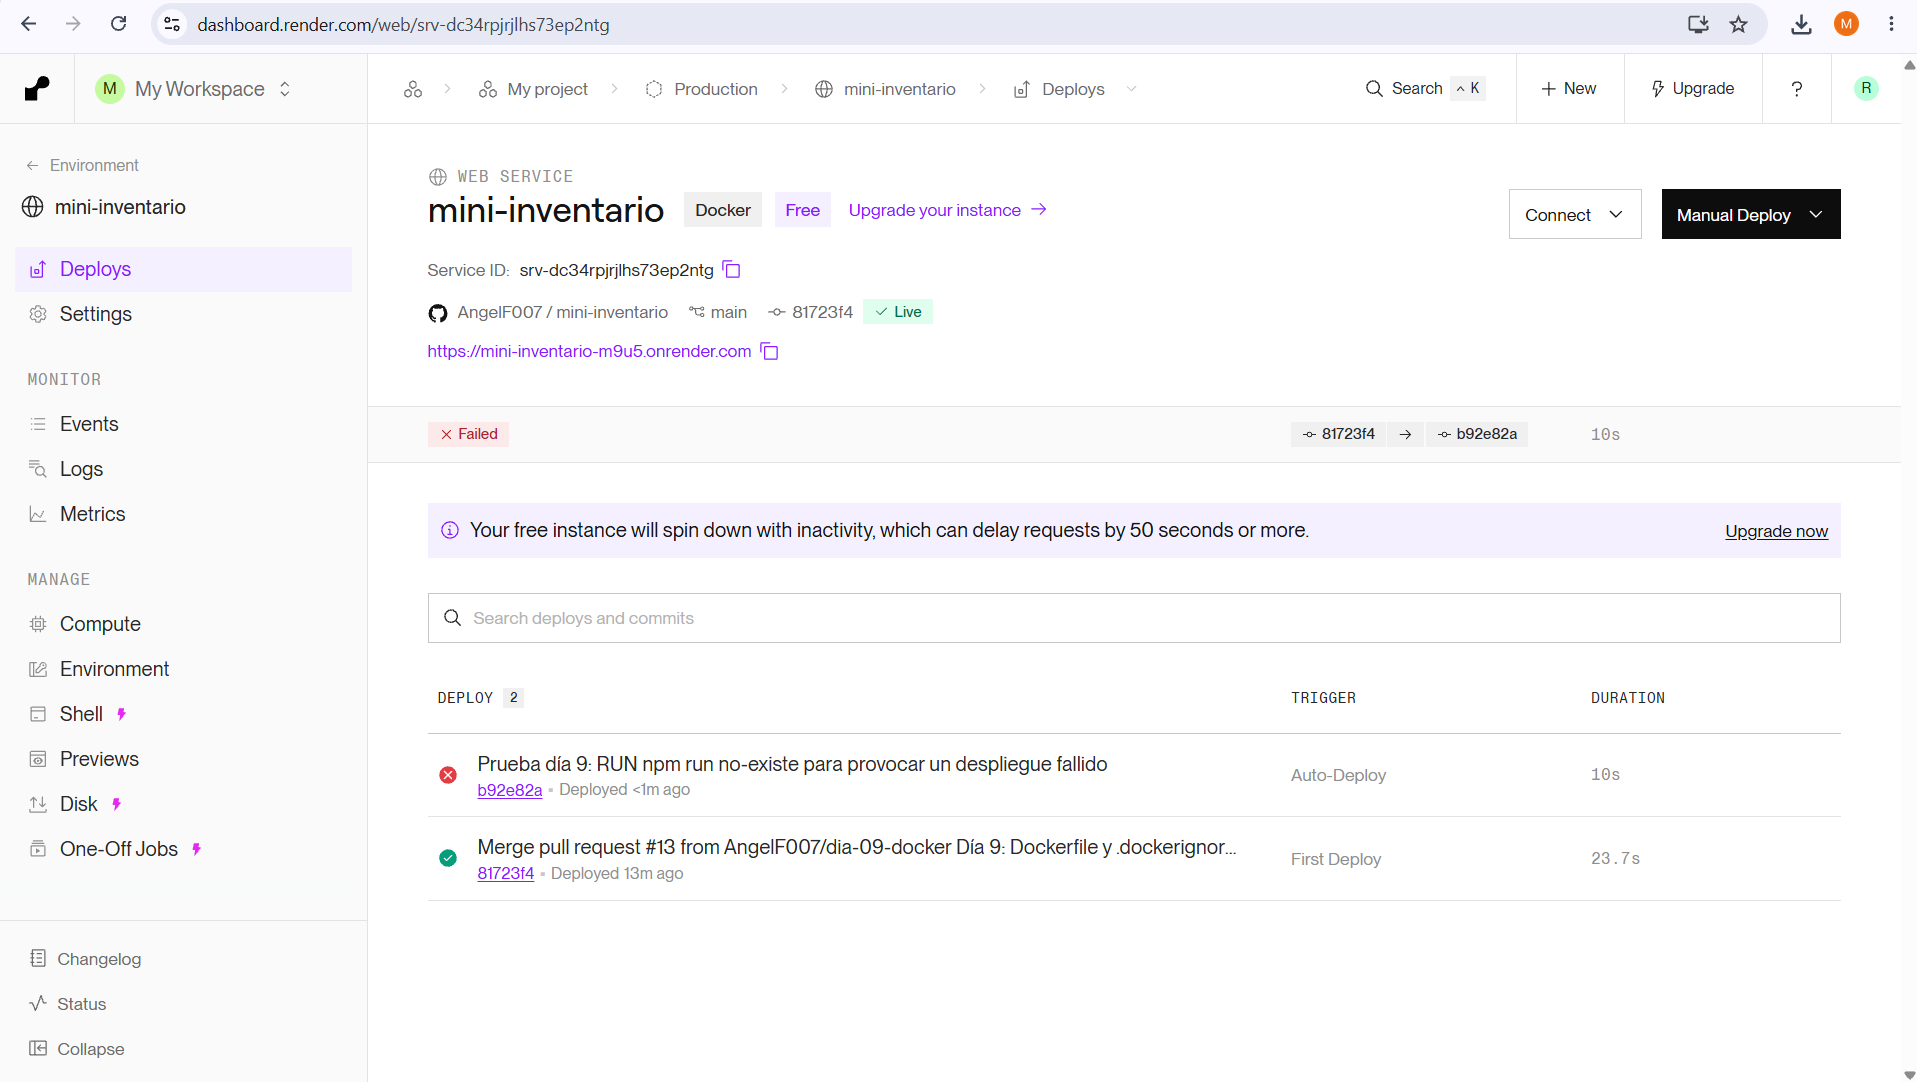 dashboard.render.com/web/srv-dc34rpjrjlhs73ep2ntg
M
M My Workspace
My project
Production
mini-inventario
Deploys
Search ^ K
+ New
Upgrade
?
R
Environment
mini-inventario
Deploys
Settings
MONITOR
Events
Logs
Metrics
MANAGE
Compute
Environment
Shell
Previews
Disk
One-Off Jobs
Changelog
Status
Collapse
WEB SERVICE
mini-inventario Docker Free Upgrade your instance →
Connect
Manual Deploy
Service ID: srv-dc34rpjrjlhs73ep2ntg
AngelF007 / mini-inventario main 81723f4 Live
https://mini-inventario-m9u5.onrender.com
Failed 81723f4 → b92e82a 10s
Your free instance will spin down with inactivity, which can delay requests by 50 seconds or more. Upgrade now
Search deploys and commits
DEPLOY 2 TRIGGER DURATION
Prueba día 9: RUN npm run no-existe para provocar un despliegue fallido
b92e82a Deployed <1m ago
Auto-Deploy
10s
Merge pull request #13 from AngelF007/dia-09-docker Día 9: Dockerfile y .dockerignor...
81723f4 Deployed 13m ago
First Deploy
23.7s